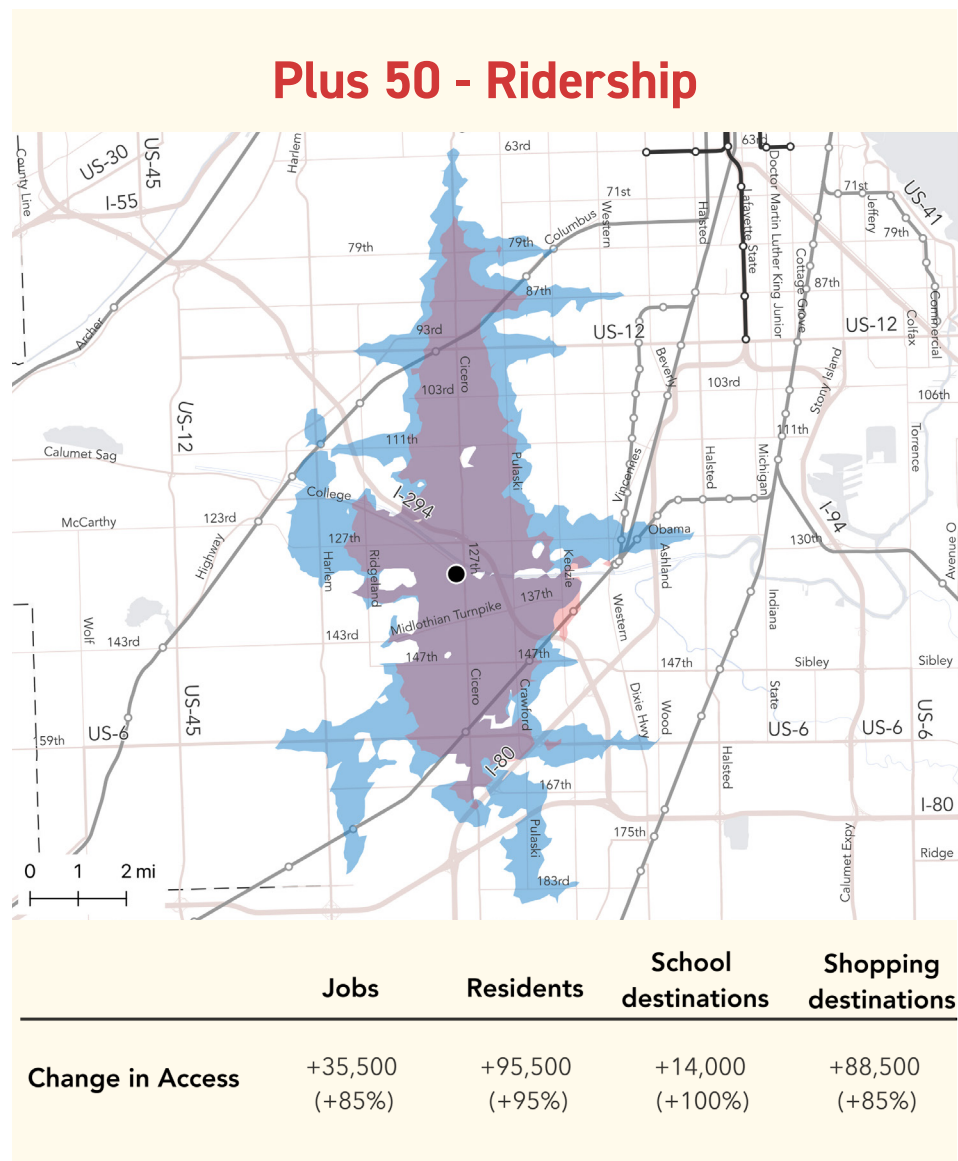 Plus 50 - Ridership
County Line
US-30
US-45
I-55
Harlem
63rd
63rd
71st
Western
Columbus
Halsted
Lafayette State
Doctor Martin Luther King Junior
71st
Jeffery
US-41
79th
79th
79th
Cottage Grove
87th
87th
Commercial
Colfax
Archer
93rd
US-12
US-12
Cicero
103rd
Beverly
103rd
Stony Island
106th
US-12
111th
111th
Calumet Sag
Pulaski
Vincennes
Halsted
Michigan
Torrence
College
I-294
McCarthy
123rd
Highway
127th
127th
Harlem
Ridgeland
Kedzie
Obama
Ashland
I-94
130th
O
Avenue
137th
Midlothian Turnpike
Western
Indiana
Wolf
143rd
143rd
147th
147th
147th
Sibley
Sibley
Cicero
Crawford
Dixie Hwy
Wood
State
US-45
US-6
59th
US-6
US-6
US-6
I-80
167th
Halsted
I-80
Pulaski
175th
Calumet Expy
Ridge
183rd
0 1 2 mi
Jobs Residents School destinations Shopping destinations
Change in Access +35,500 +95,500 +14,000 +88,500
(+85%) (+95%) (+100%) (+85%)